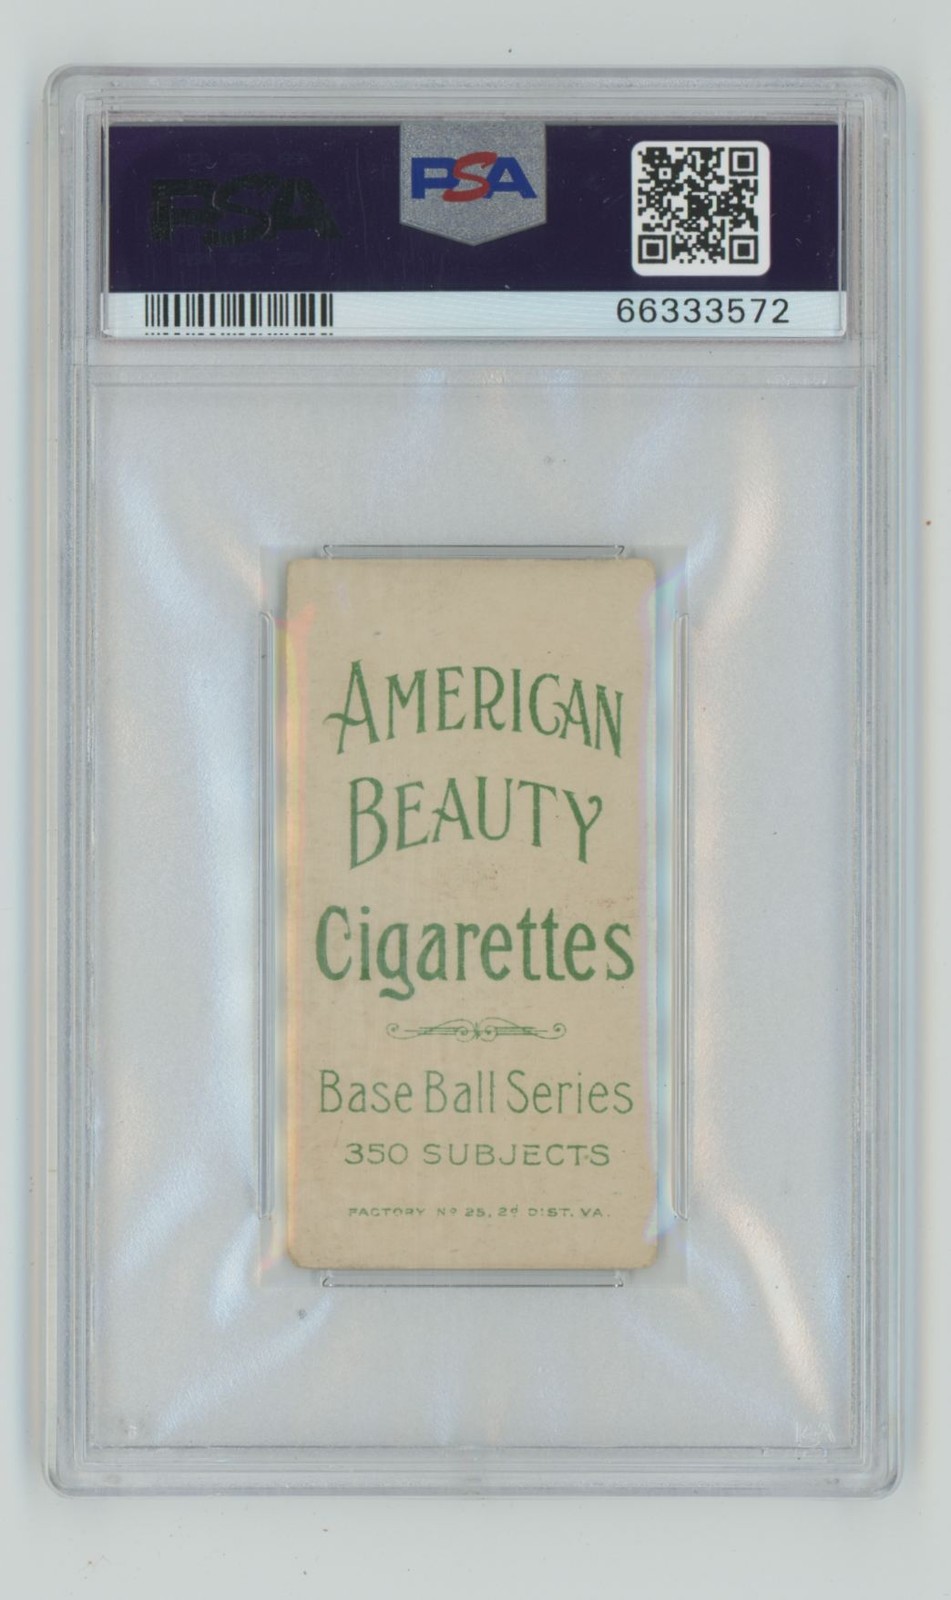 PSA
PSA
66333572
AMERICAN
BEAUTY
Cigarettes
Base Ball Series
350 SUBJECTS
FACTORY Nº 25, 2d DIST. VA.